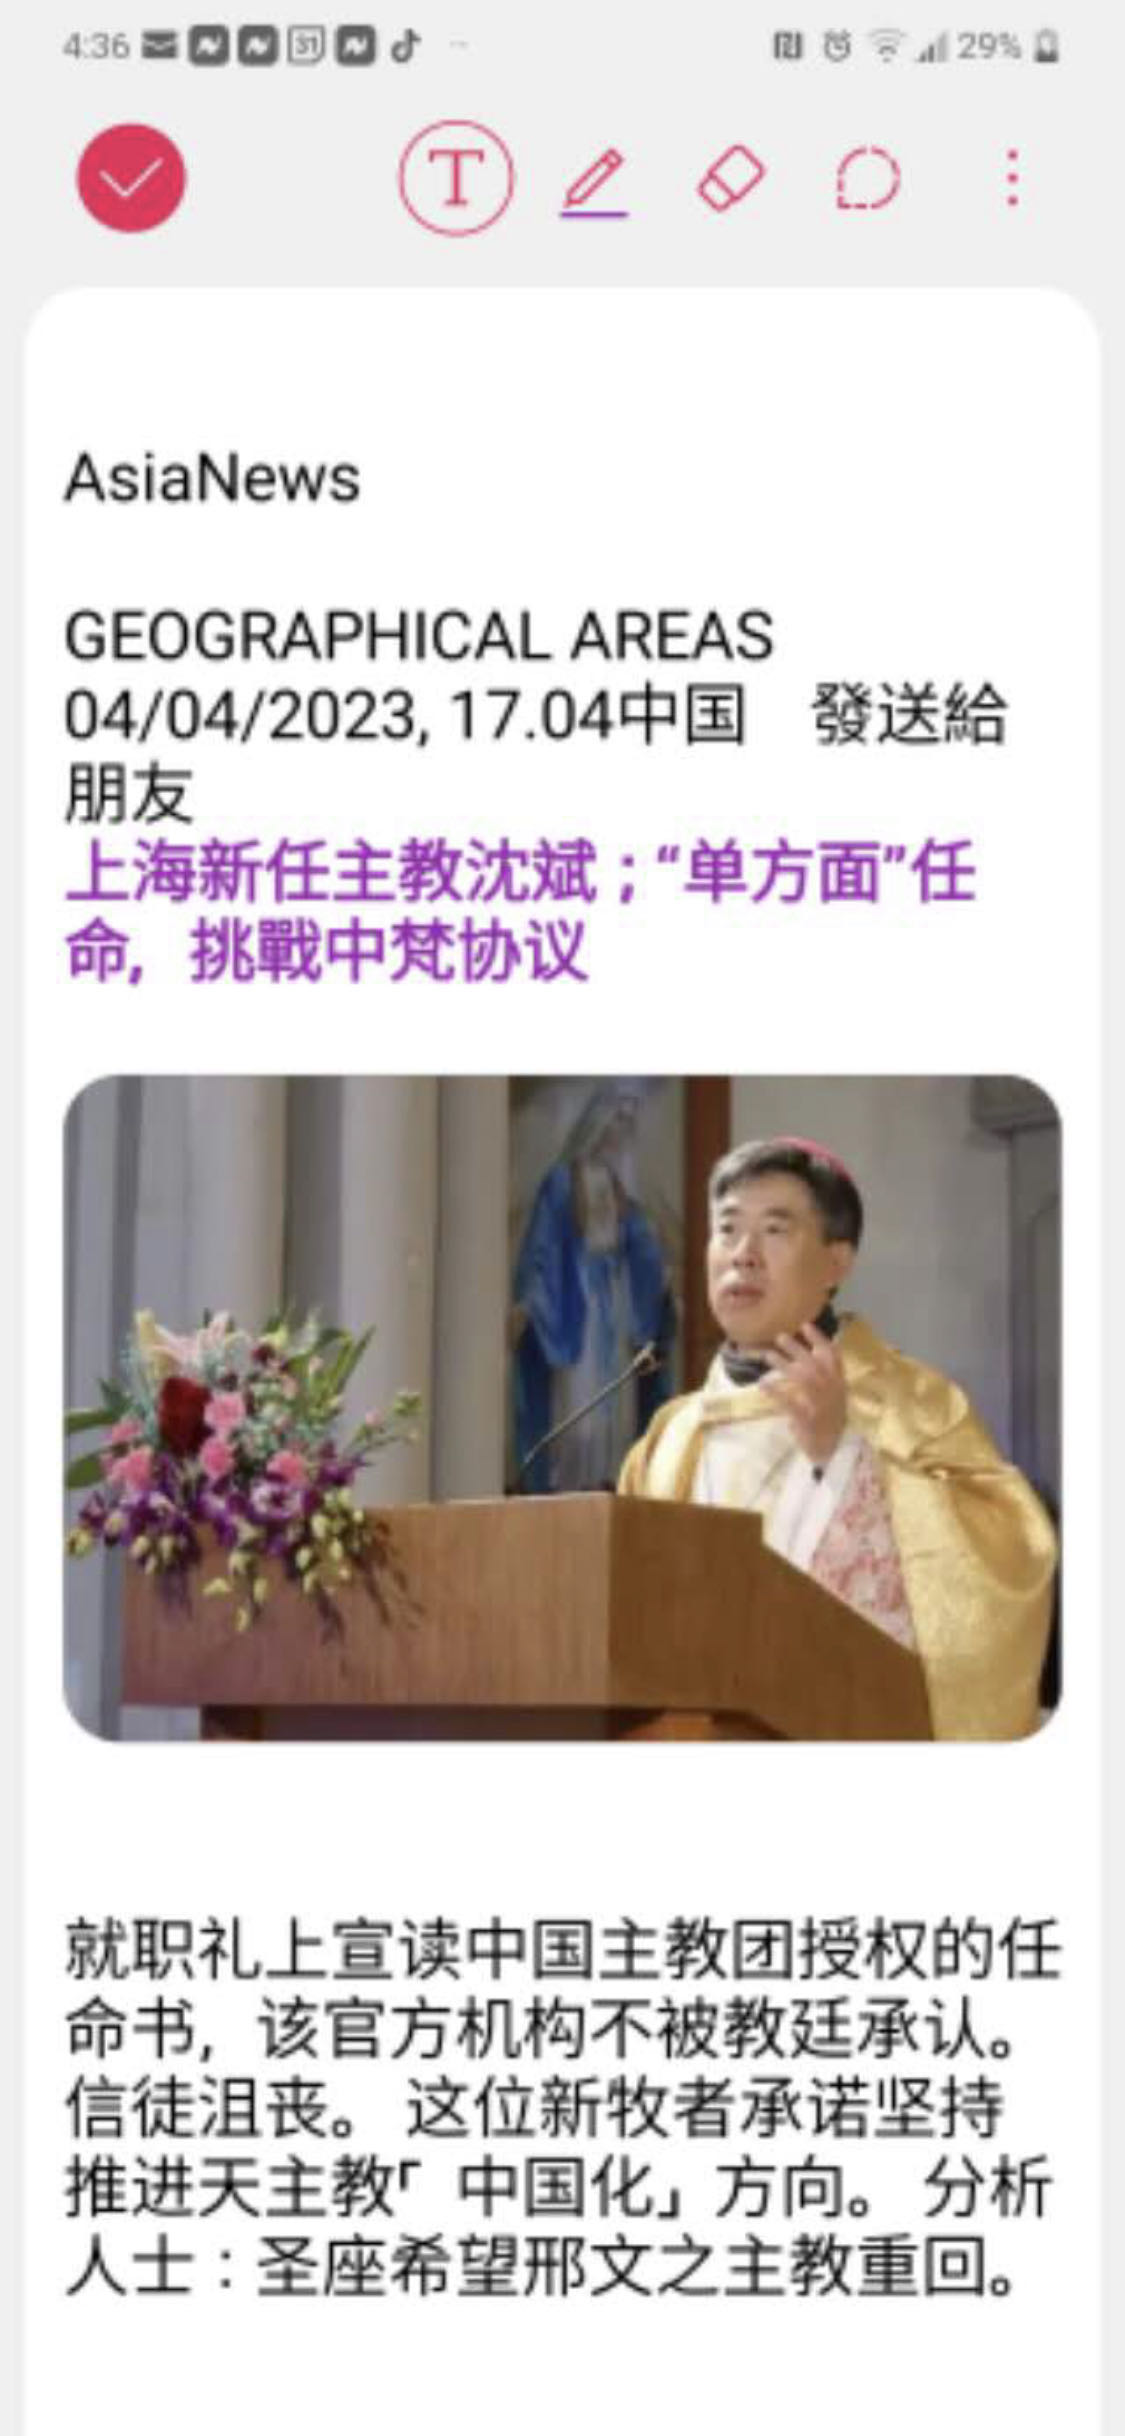 4:36 31 29%
T
AsiaNews
GEOGRAPHICAL AREAS
04/04/2023, 17.04中国　發送給
朋友
上海新任主教沈斌；“单方面”任
命，挑戰中梵协议
就职礼上宣读中国主教团授权的任
命书，该官方机构不被教廷承认。
信徒沮丧。 这位新牧者承诺坚持
推进天主教「 中国化」方向。 分析
人士：圣座希望邢文之主教重回。